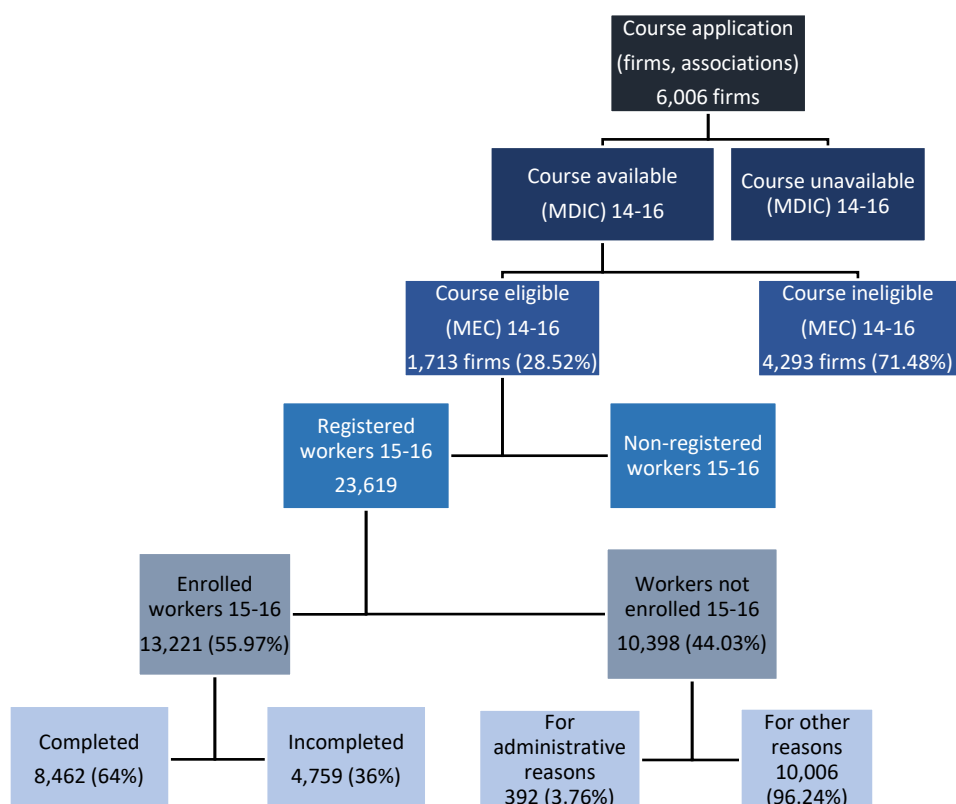 Course application
(firms, associations)
6,006 firms
Course available
(MDIC) 14-16
Course unavailable
(MDIC) 14-16
Course eligible
(MEC) 14-16
1,713 firms (28.52%)
Course ineligible
(MEC) 14-16
4,293 firms (71.48%)
Registered
workers 15-16
23,619
Non-registered
workers 15-16
Enrolled
workers 15-16
13,221 (55.97%)
Workers not
enrolled 15-16
10,398 (44.03%)
Completed
8,462 (64%)
Incompleted
4,759 (36%)
For
administrative
reasons
392 (3.76%)
For other
reasons
10,006
(96.24%)